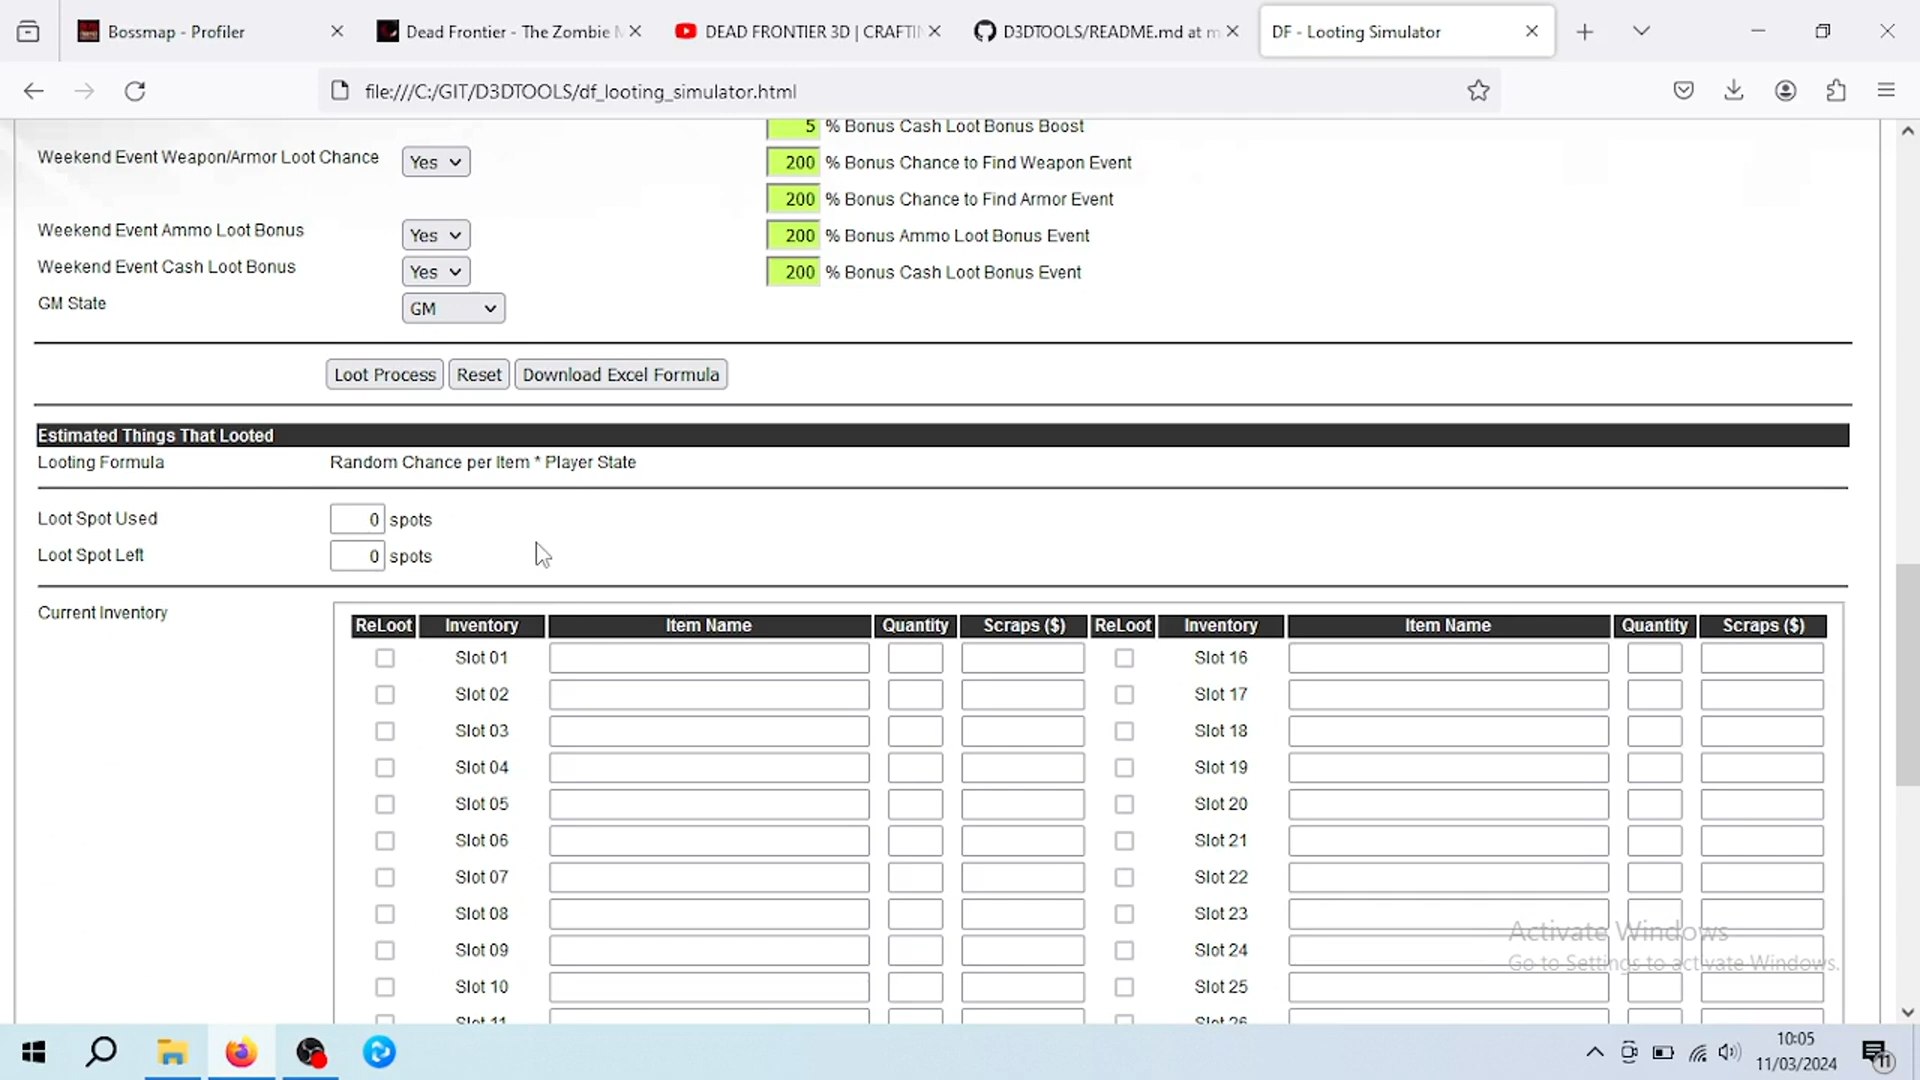 Bossmap - Profiler
Dead Frontier - The Zombie M
DEAD FRONTIER 3D | CRAFTIN
D3DTOOLS/README.md at m
DF - Looting Simulator
file:///C:/GIT/D3DTOOLS/df_looting_simulator.html
5 % Bonus Cash Loot Bonus Boost
Weekend Event Weapon/Armor Loot Chance Yes 200 % Bonus Chance to Find Weapon Event
200 % Bonus Chance to Find Armor Event
Weekend Event Ammo Loot Bonus Yes 200 % Bonus Ammo Loot Bonus Event
Weekend Event Cash Loot Bonus Yes 200 % Bonus Cash Loot Bonus Event
GM State GM
Loot Process Reset Download Excel Formula
Estimated Things That Looted
Looting Formula Random Chance per Item * Player State
Loot Spot Used 0 spots
Loot Spot Left 0 spots
Current Inventory
ReLoot Inventory Item Name Quantity Scraps ($) ReLoot Inventory Item Name Quantity Scraps ($)
Slot 01 Slot 16
Slot 02 Slot 17
Slot 03 Slot 18
Slot 04 Slot 19
Slot 05 Slot 20
Slot 06 Slot 21
Slot 07 Slot 22
Slot 08 Slot 23
Slot 09 Slot 24
Slot 10 Slot 25
Slot 11 Slot 26
Activate Windows
Go to Settings to activate Windows.
10:05
11/03/2024
11